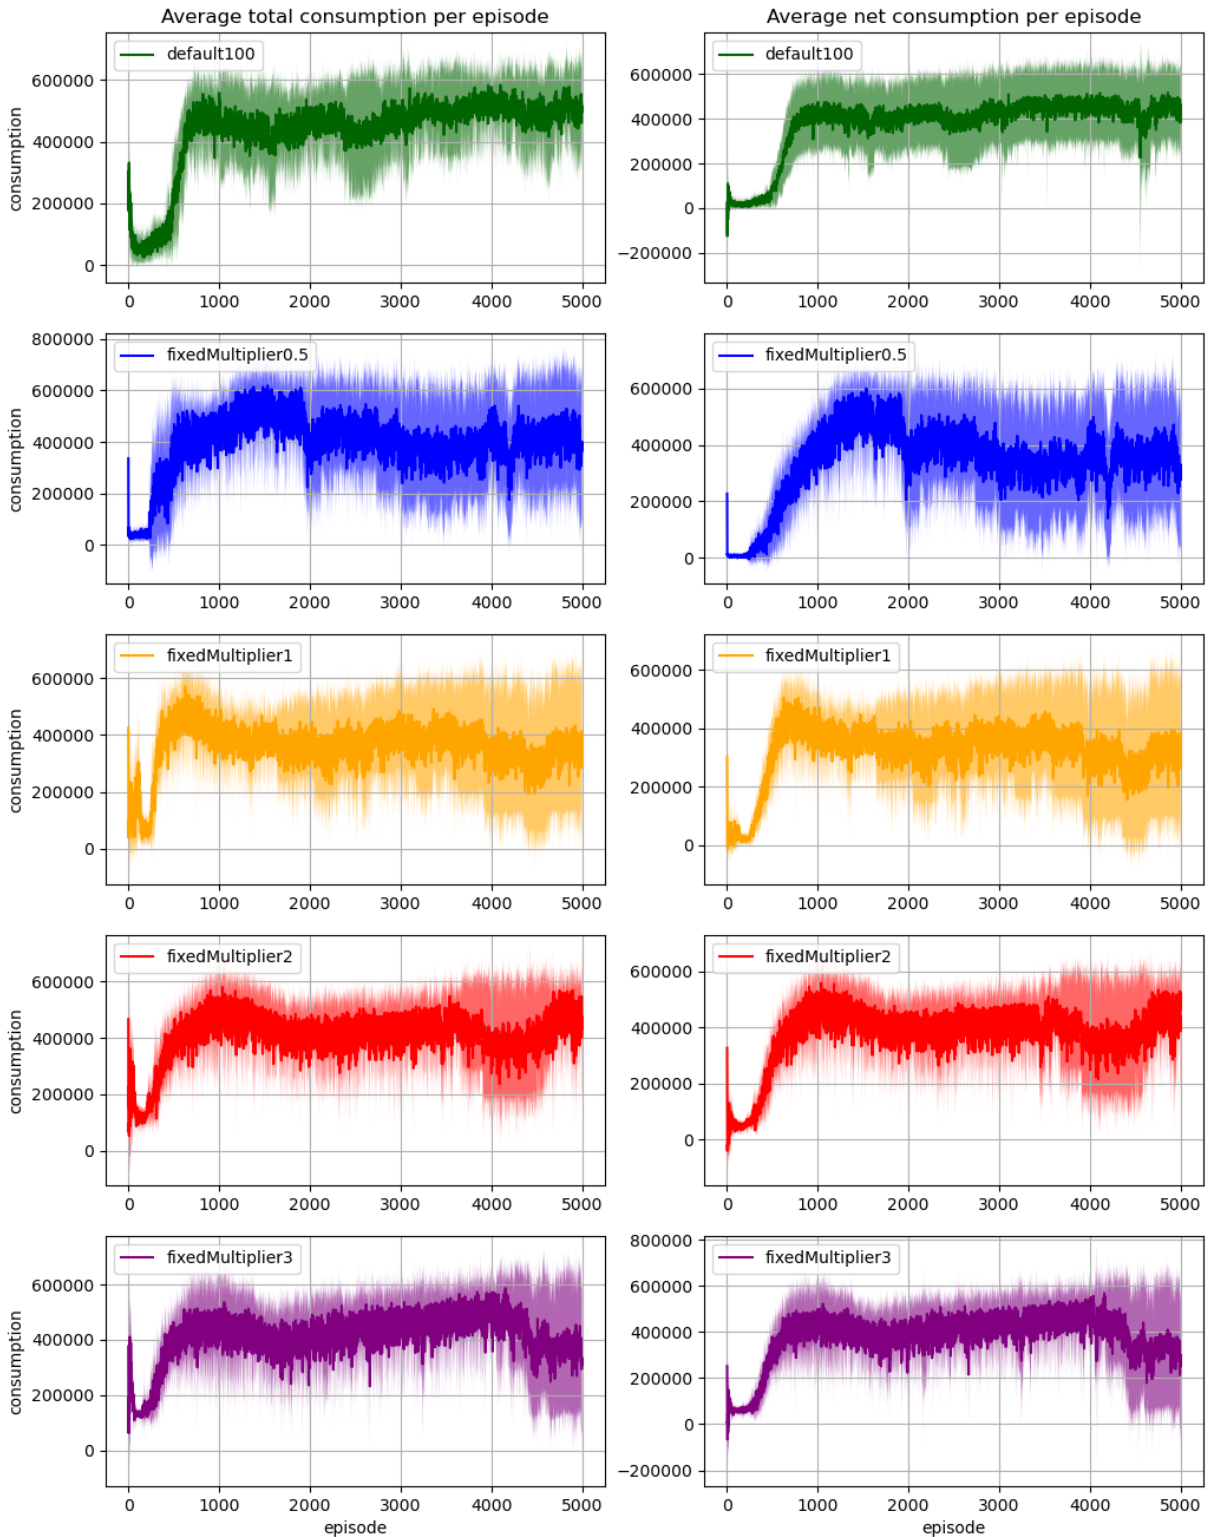 Average total consumption per episode
default100
600000
400000
200000
0
consumption
0 1000 2000 3000 4000 5000
Average net consumption per episode
default100
600000
400000
200000
0
−200000
0 1000 2000 3000 4000 5000
fixedMultiplier0.5
800000
600000
400000
200000
0
consumption
0 1000 2000 3000 4000 5000
fixedMultiplier0.5
600000
400000
200000
0
0 1000 2000 3000 4000 5000
fixedMultiplier1
600000
400000
200000
0
consumption
0 1000 2000 3000 4000 5000
fixedMultiplier1
600000
400000
200000
0
0 1000 2000 3000 4000 5000
fixedMultiplier2
600000
400000
200000
0
consumption
0 1000 2000 3000 4000 5000
fixedMultiplier2
600000
400000
200000
0
0 1000 2000 3000 4000 5000
fixedMultiplier3
600000
400000
200000
0
consumption
0 1000 2000 3000 4000 5000
episode
fixedMultiplier3
800000
600000
400000
200000
0
−200000
0 1000 2000 3000 4000 5000
episode